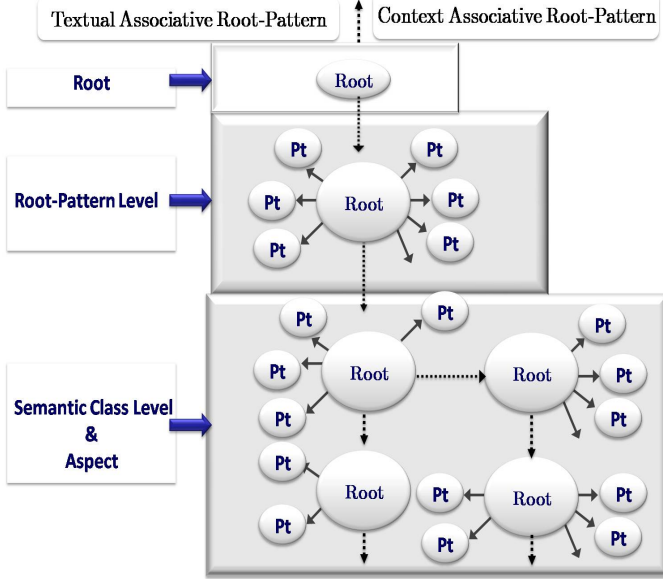 Textual Associative Root-Pattern
Context Associative Root-Pattern
Root
Root
Root-Pattern Level
Pt
Pt
Pt
Root
Pt
Pt
Pt
Semantic Class Level
&
Aspect
Pt
Pt
Pt
Pt
Root
Root
Pt
Pt
Pt
Pt
Pt
Root
Pt
Root
Pt
Pt
Pt
Pt